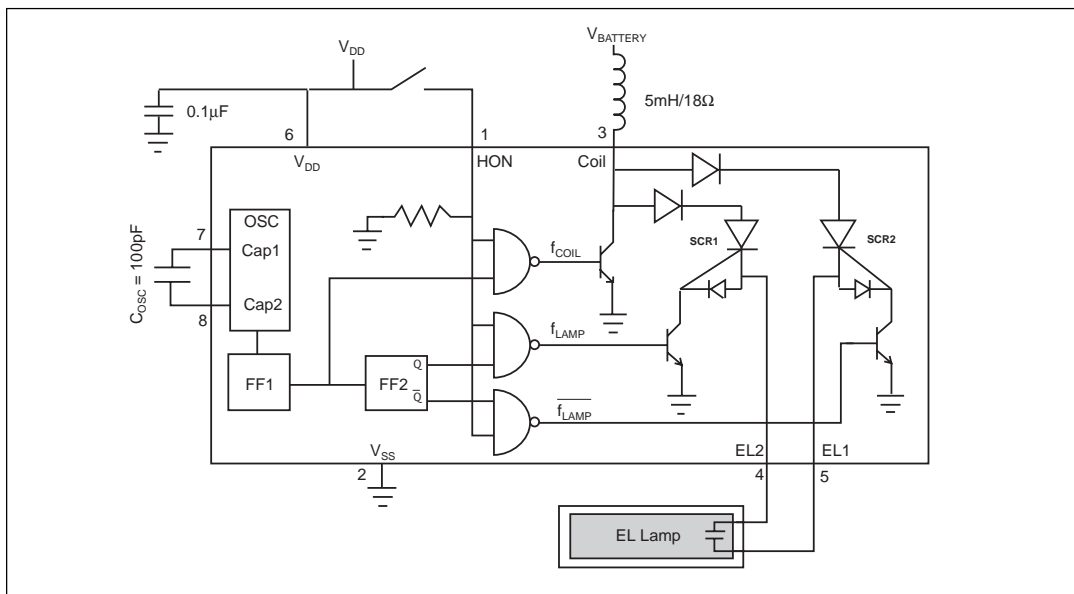 V_BATTERY
V_DD
5mH/18Ω
0.1µF
6
1
3
V_DD
HON
Coil
OSC
7
Cap1
C_OSC = 100pF
Cap2
8
f_COIL
SCR1
SCR2
f_LAMP
FF1
FF2
Q
Q̅
f̅_̅L̅A̅M̅P̅
V_SS
2
EL2
EL1
4
5
EL Lamp